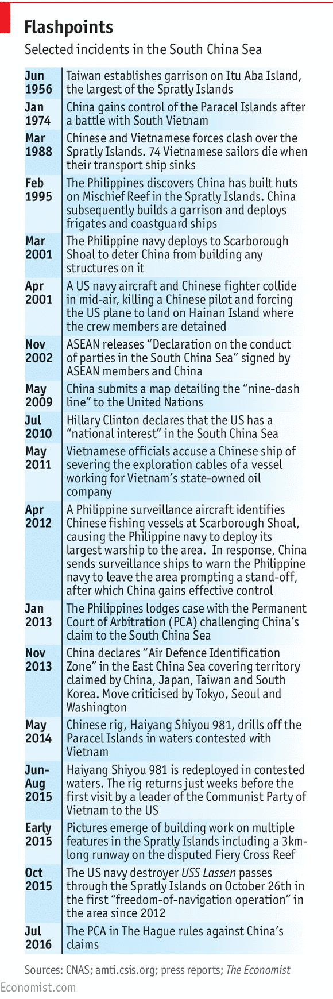 Flashpoints
Selected incidents in the South China Sea
Jun
1956
Taiwan establishes garrison on Itu Aba Island,
the largest of the Spratly Islands
Jan
1974
China gains control of the Paracel Islands after
a battle with South Vietnam
Mar
1988
Chinese and Vietnamese forces clash over the
Spratly Islands. 74 Vietnamese sailors die when
their transport ship sinks
Feb
1995
The Philippines discovers China has built huts
on Mischief Reef in the Spratly Islands. China
subsequently builds a garrison and deploys
frigates and coastguard ships
Mar
2001
The Philippine navy deploys to Scarborough
Shoal to deter China from building any
structures on it
Apr
2001
A US navy aircraft and Chinese fighter collide
in mid-air, killing a Chinese pilot and forcing
the US plane to land on Hainan Island where
the crew members are detained
Nov
2002
ASEAN releases “Declaration on the conduct
of parties in the South China Sea” signed by
ASEAN members and China
May
2009
China submits a map detailing the “nine-dash
line” to the United Nations
Jul
2010
Hillary Clinton declares that the US has a
“national interest” in the South China Sea
May
2011
Vietnamese officials accuse a Chinese ship of
severing the exploration cables of a vessel
working for Vietnam’s state-owned oil
company
Apr
2012
A Philippine surveillance aircraft identifies
Chinese fishing vessels at Scarborough Shoal,
causing the Philippine navy to deploy its
largest warship to the area. In response, China
sends surveillance ships to warn the Philippine
navy to leave the area prompting a stand-off,
after which China gains effective control
Jan
2013
The Philippines lodges case with the Permanent
Court of Arbitration (PCA) challenging China’s
claim to the South China Sea
Nov
2013
China declares “Air Defence Identification
Zone” in the East China Sea covering territory
claimed by China, Japan, Taiwan and South
Korea. Move criticised by Tokyo, Seoul and
Washington
May
2014
Chinese rig, Haiyang Shiyou 981, drills off the
Paracel Islands in waters contested with
Vietnam
Jun-
Aug
2015
Haiyang Shiyou 981 is redeployed in contested
waters. The rig returns just weeks before the
first visit by a leader of the Communist Party of
Vietnam to the US
Early
2015
Pictures emerge of building work on multiple
features in the Spratly Islands including a 3km-
long runway on the disputed Fiery Cross Reef
Oct
2015
The US navy destroyer USS Lassen passes
through the Spratly Islands on October 26th in
the first “freedom-of-navigation operation” in
the area since 2012
Jul
2016
The PCA in The Hague rules against China’s
claims
Sources: CNAS; amti.csis.org; press reports; The Economist
Economist.com